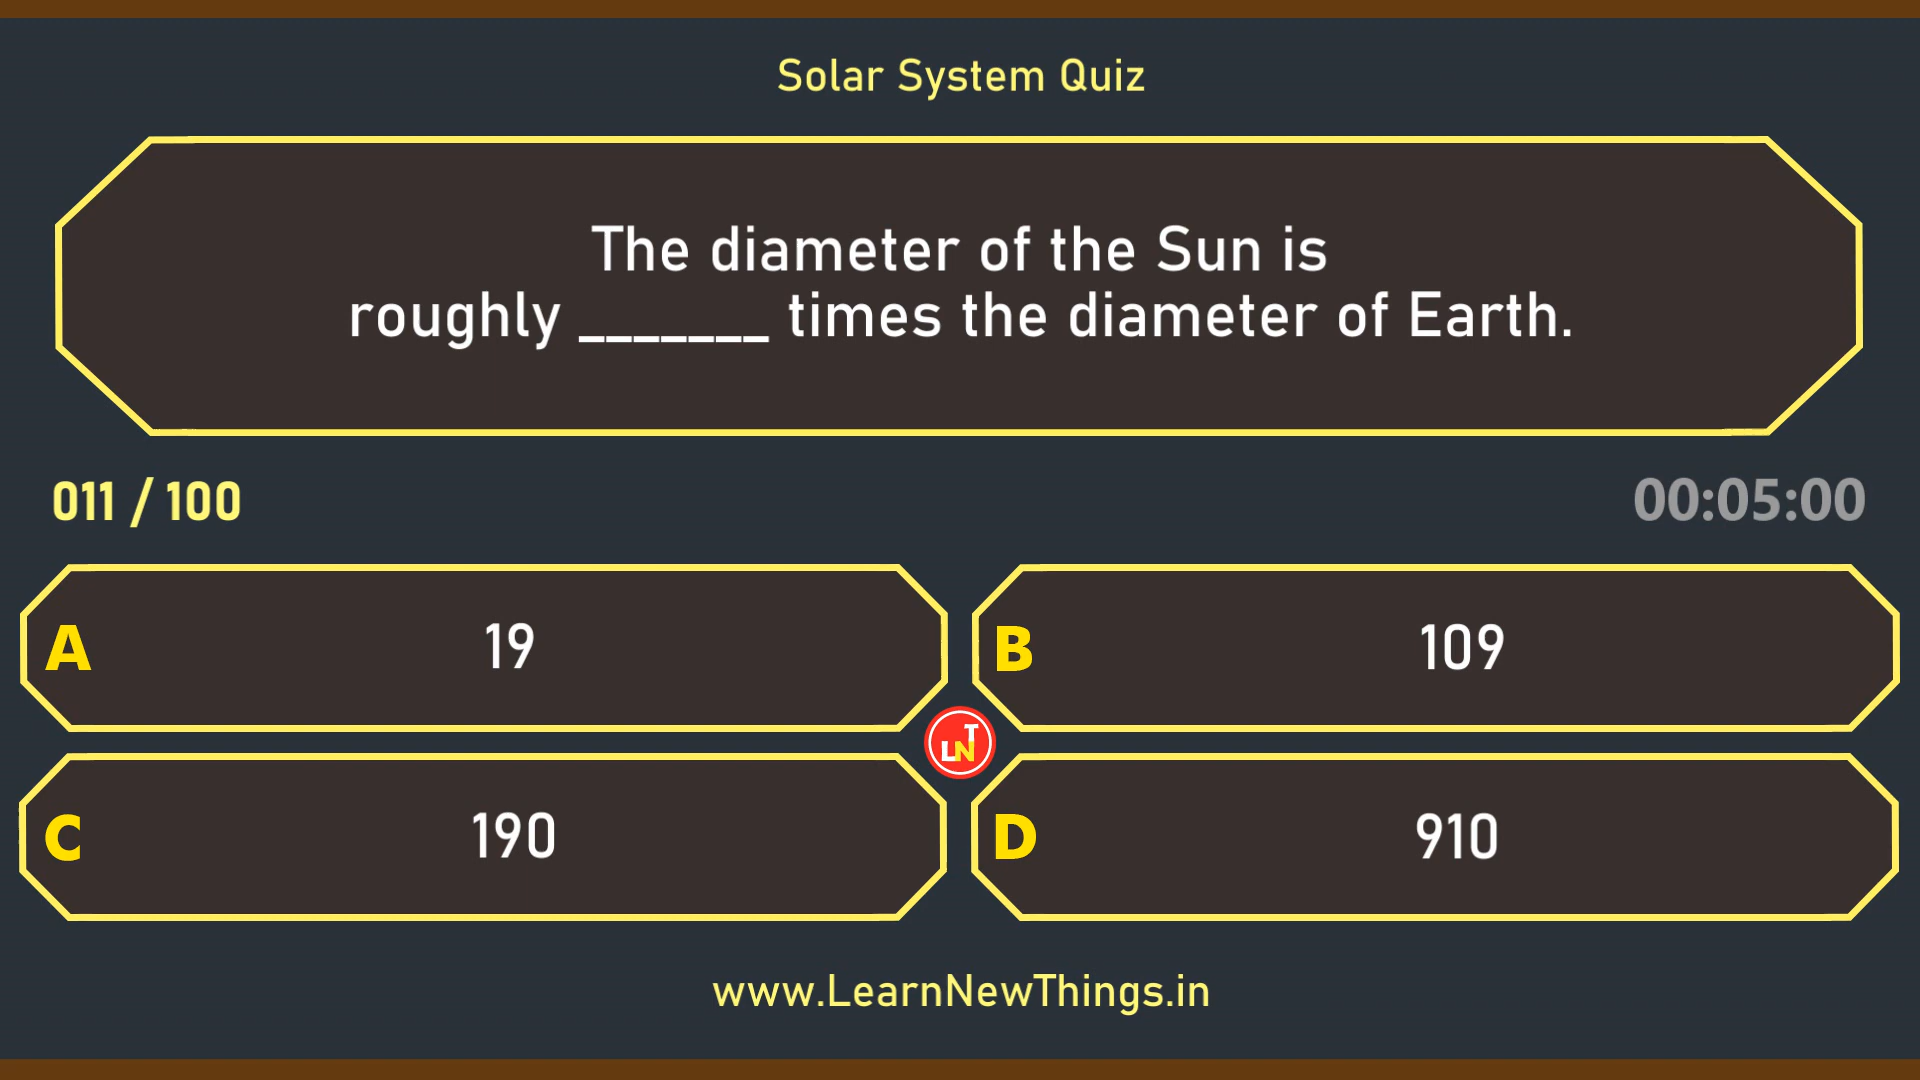 Solar System Quiz
The diameter of the Sun is
roughly _______ times the diameter of Earth.
011 / 100
00:05:00
A 19
B 109
LNT
C 190
D 910
www.LearnNewThings.in